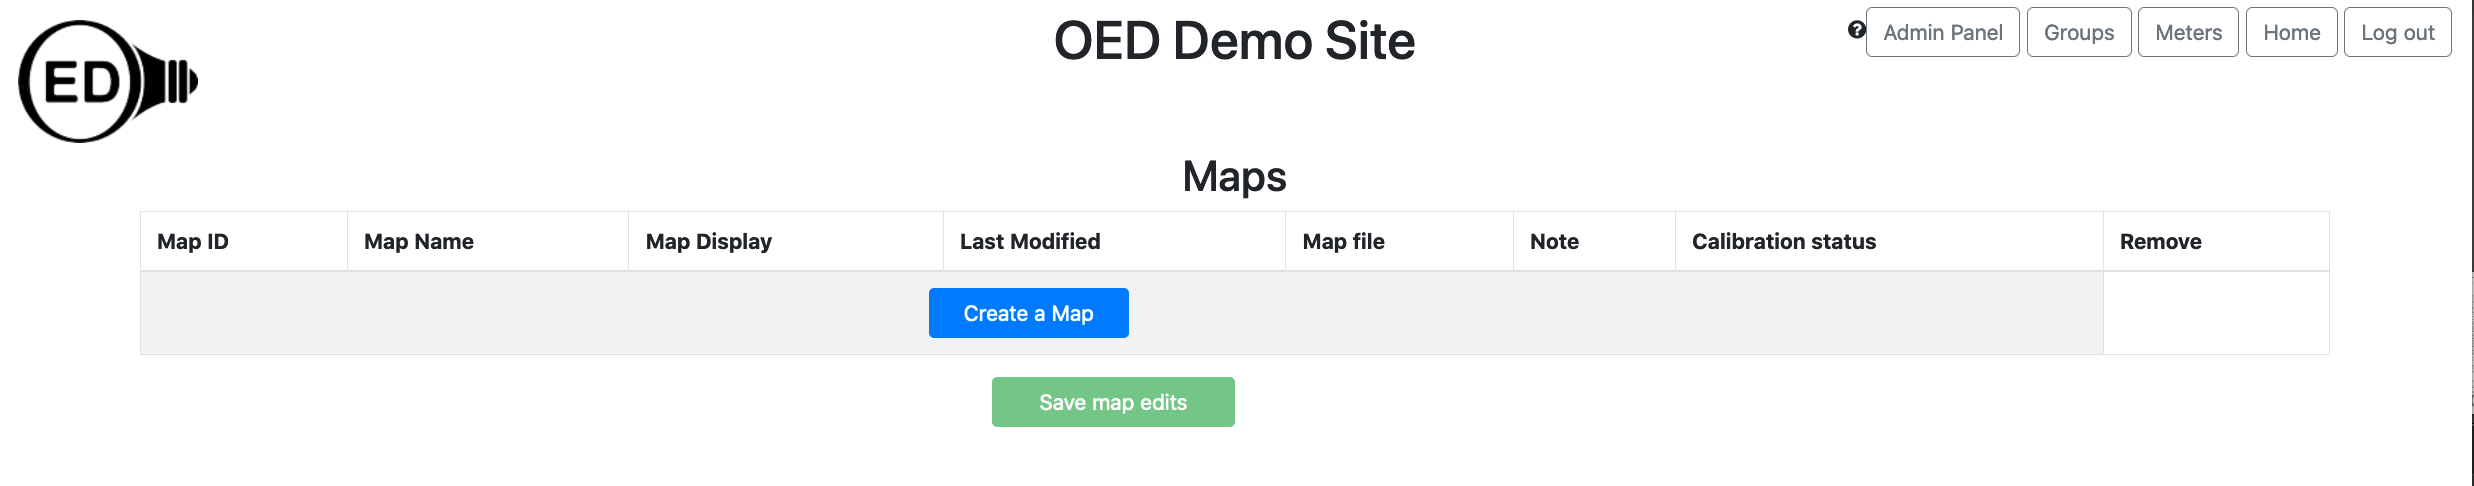 ED
OED Demo Site
? Admin Panel Groups Meters Home Log out
Maps
Map ID Map Name Map Display Last Modified Map file Note Calibration status Remove
Create a Map
Save map edits